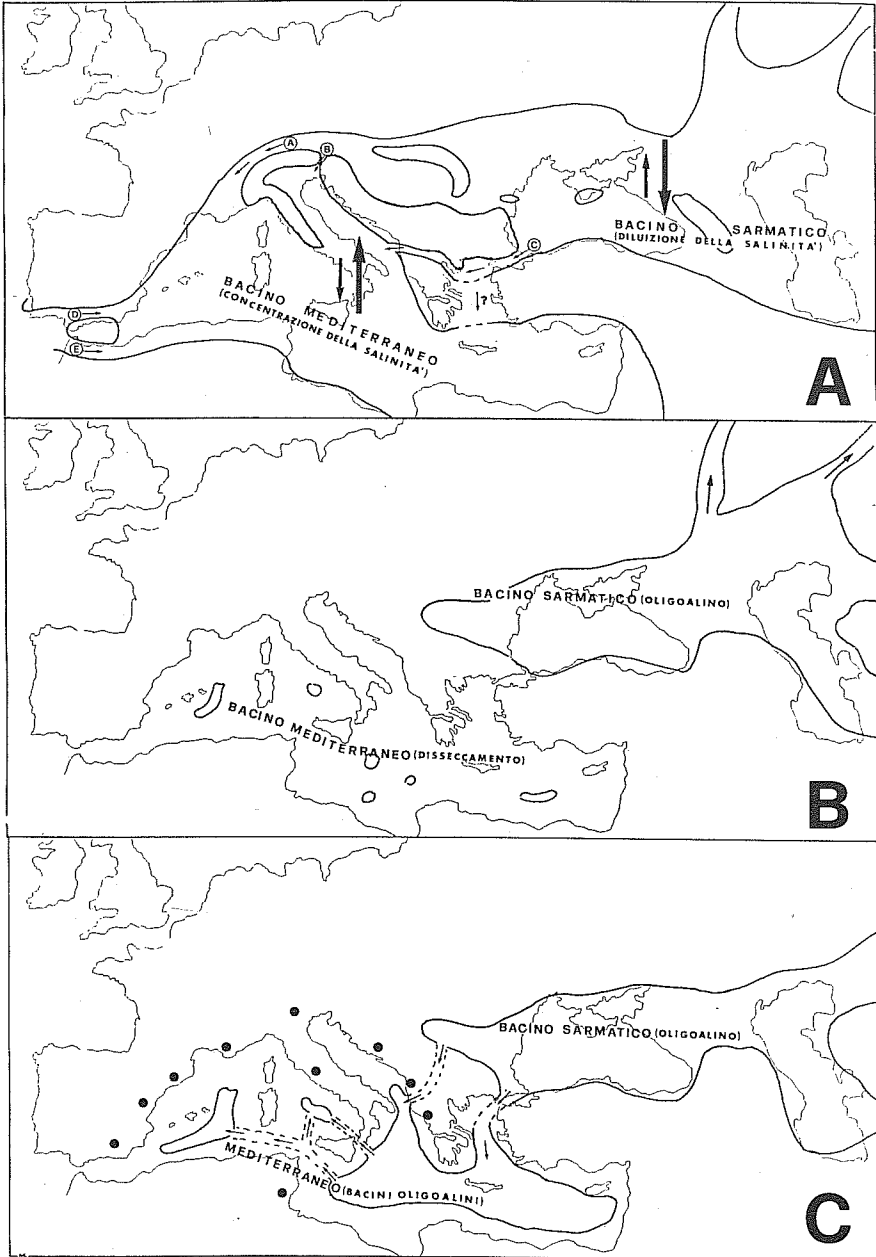 A
B
C
BACINO SARMATICO
(DILUIZIONE DELLA SALINITA')
BACINO MEDITERRANEO
(CONCENTRAZIONE DELLA SALINITA')
?
D
E
A
BACINO SARMATICO (OLIGOALINO)
BACINO MEDITERRANEO (DISSECCAMENTO)
B
BACINO SARMATICO (OLIGOALINO)
MEDITERRANEO (BACINI OLIGOALINI)
C